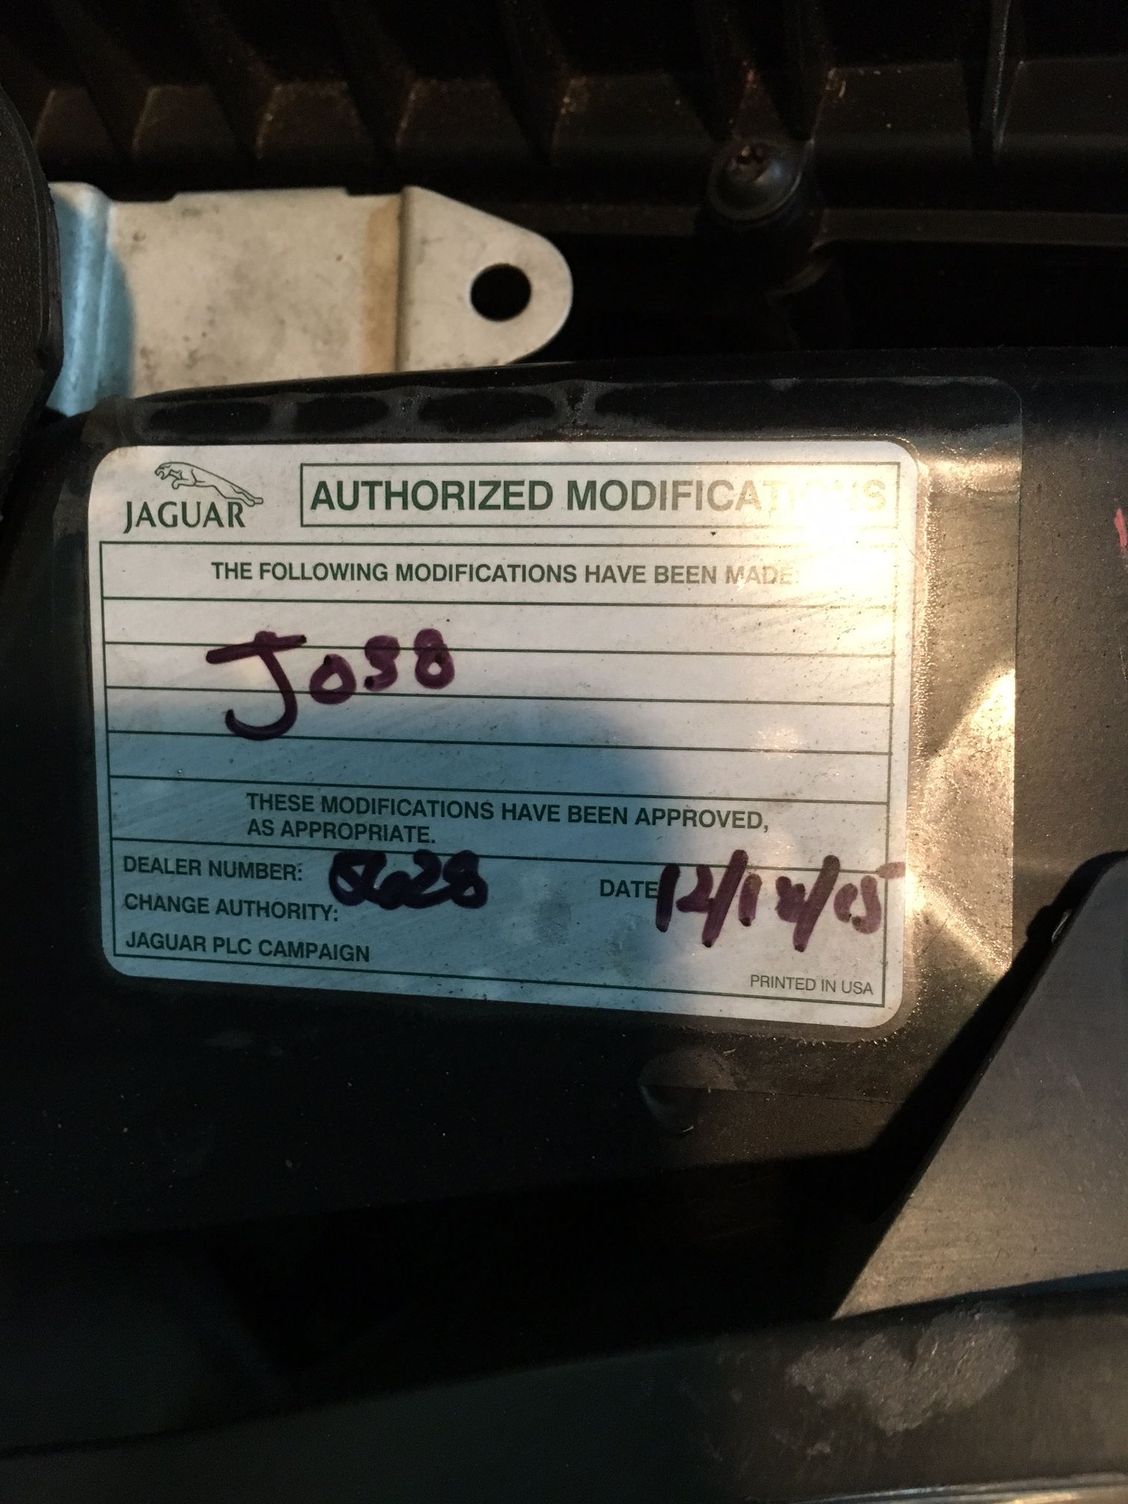 JAGUAR
AUTHORIZED MODIFICATIONS
THE FOLLOWING MODIFICATIONS HAVE BEEN MADE
J038
THESE MODIFICATIONS HAVE BEEN APPROVED,
AS APPROPRIATE.
DEALER NUMBER:
DATE
CHANGE AUTHORITY:
JAGUAR PLC CAMPAIGN
PRINTED IN USA